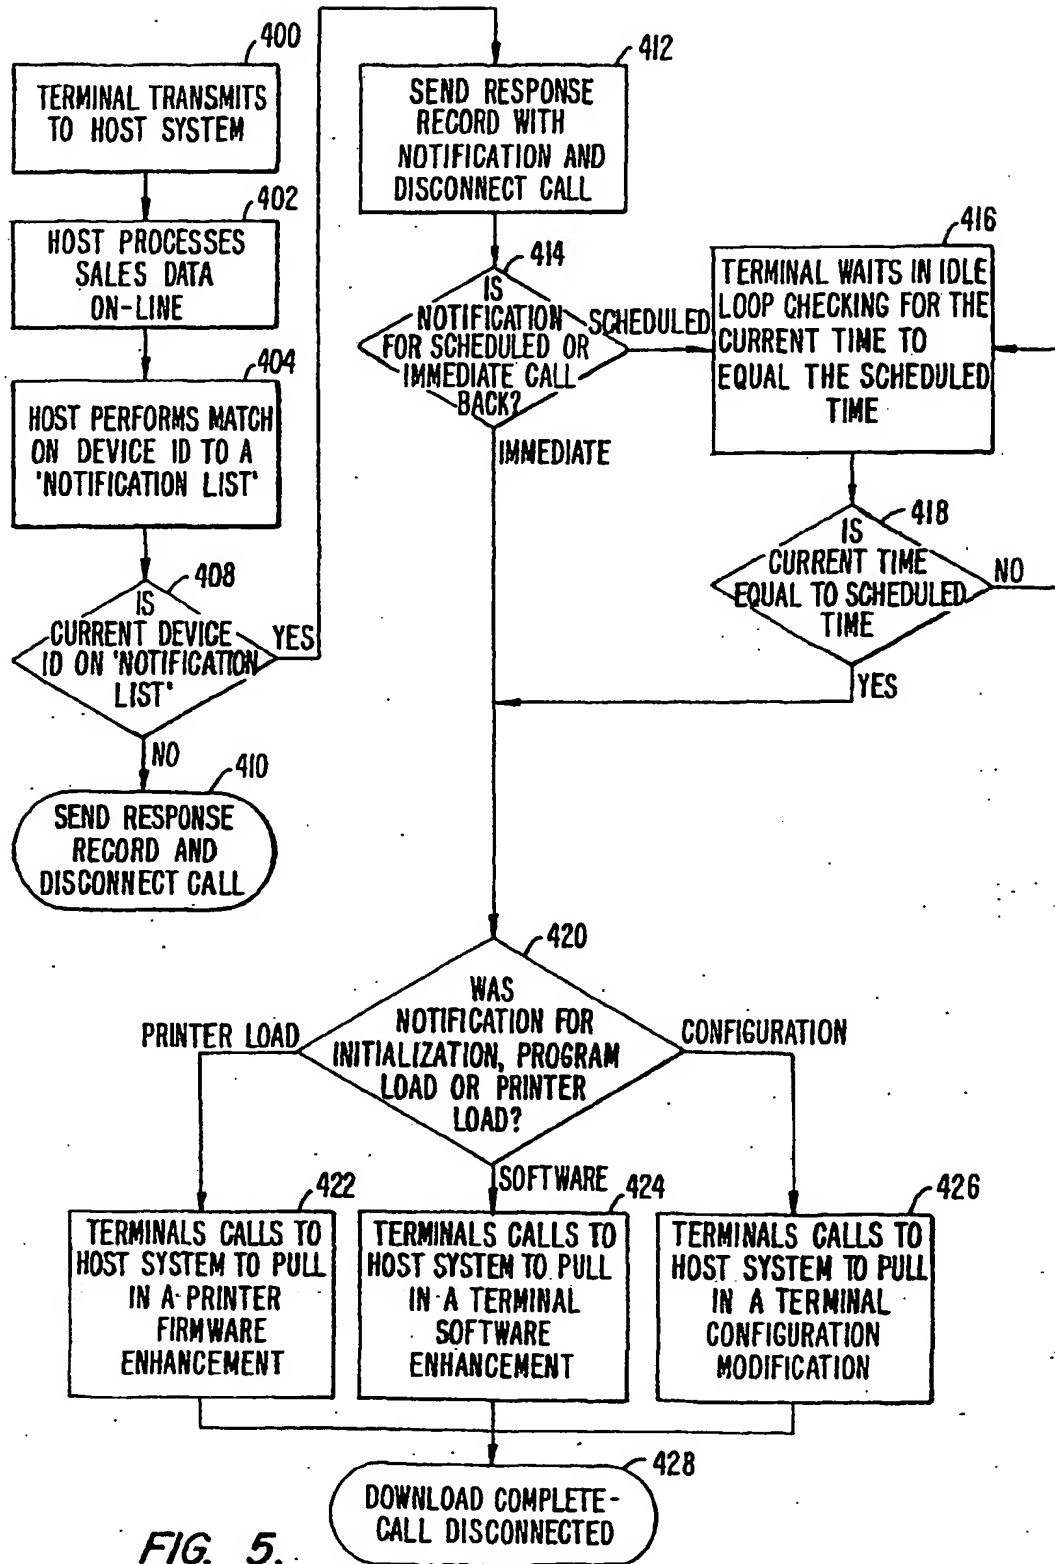 400
TERMINAL TRANSMITS
TO HOST SYSTEM
402
HOST PROCESSES
SALES DATA
ON-LINE
404
HOST PERFORMS MATCH
ON DEVICE ID TO A
'NOTIFICATION LIST'
408
IS
CURRENT DEVICE
ID ON 'NOTIFICATION
LIST'
YES
NO
410
SEND RESPONSE
RECORD AND
DISCONNECT CALL
412
SEND RESPONSE
RECORD WITH
NOTIFICATION AND
DISCONNECT CALL
414
IS
NOTIFICATION
FOR SCHEDULED OR
IMMEDIATE CALL
BACK?
SCHEDULED
IMMEDIATE
416
TERMINAL WAITS IN IDLE
LOOP CHECKING FOR THE
CURRENT TIME TO
EQUAL THE SCHEDULED
TIME
418
IS
CURRENT TIME
EQUAL TO SCHEDULED
TIME
NO
YES
420
WAS
NOTIFICATION FOR
INITIALIZATION, PROGRAM
LOAD OR PRINTER
LOAD?
PRINTER LOAD
CONFIGURATION
SOFTWARE
422
TERMINALS CALLS TO
HOST SYSTEM TO PULL
IN A PRINTER
FIRMWARE
ENHANCEMENT
424
TERMINALS CALLS TO
HOST SYSTEM TO PULL
IN A TERMINAL
SOFTWARE
ENHANCEMENT
426
TERMINALS CALLS TO
HOST SYSTEM TO PULL
IN A TERMINAL
CONFIGURATION
MODIFICATION
428
DOWNLOAD COMPLETE-
CALL DISCONNECTED
FIG. 5.